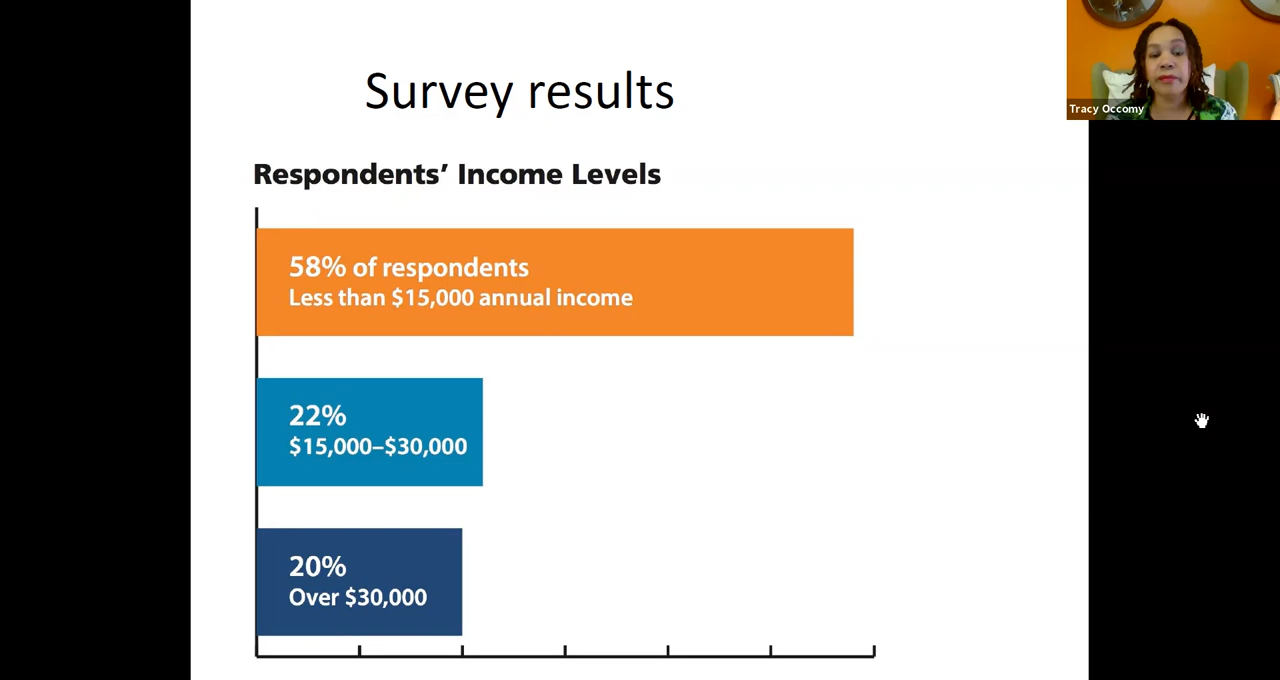 Survey results
Tracy Occomy
Respondents’ Income Levels
58% of respondents
Less than $15,000 annual income
22%
$15,000–$30,000
20%
Over $30,000